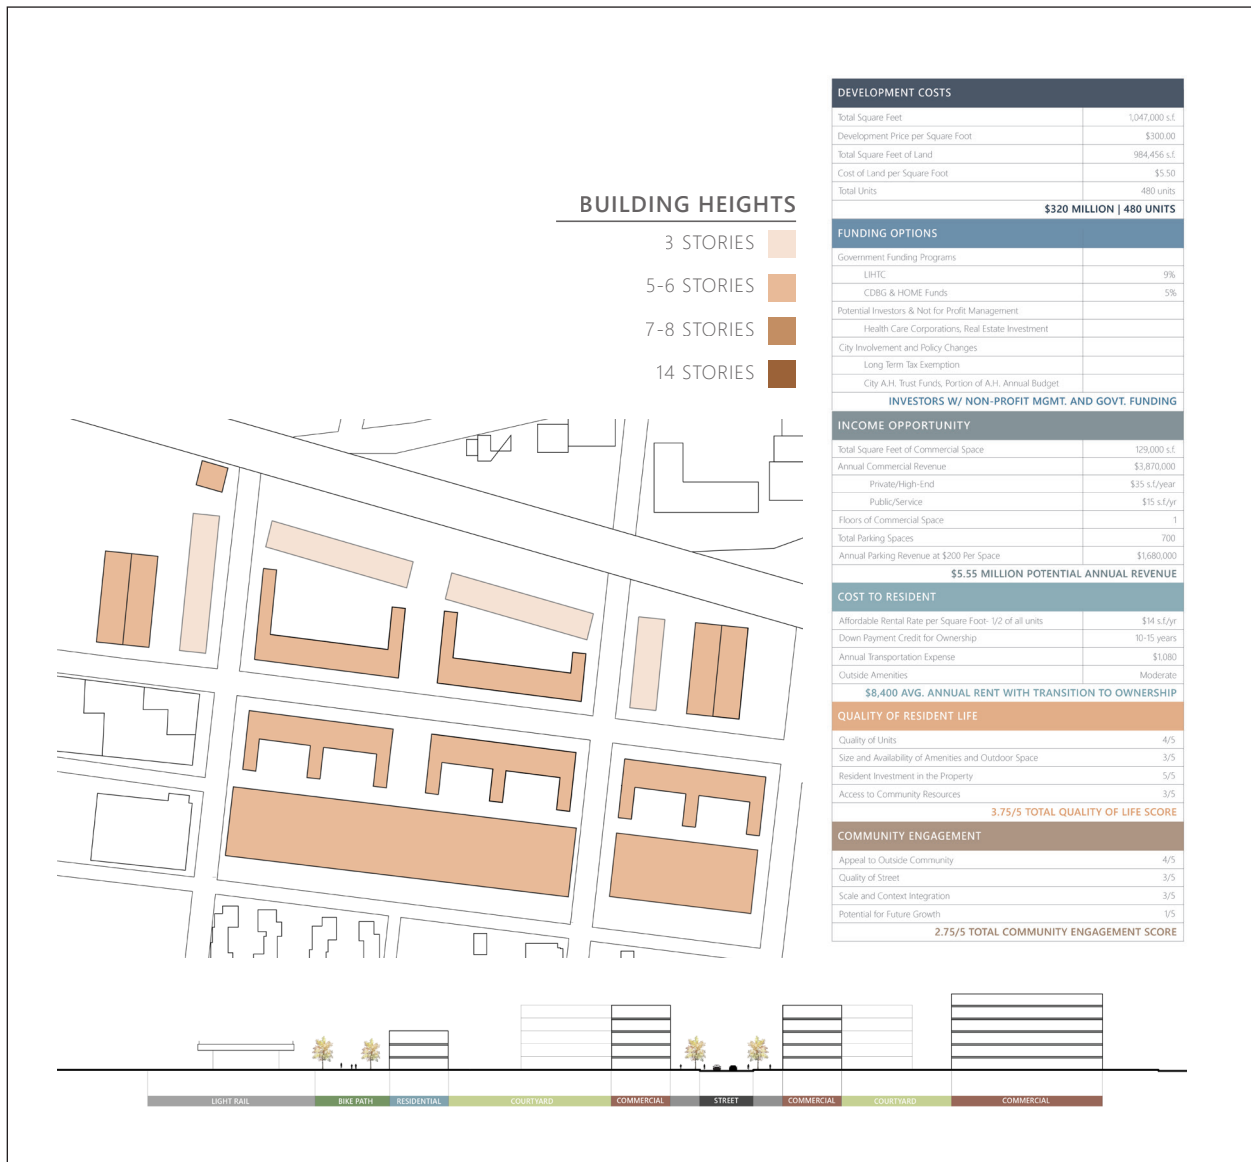 BUILDING HEIGHTS
3 STORIES
5-6 STORIES
7-8 STORIES
14 STORIES
DEVELOPMENT COSTS
Total Square Feet 1,047,000 s.f.
Development Price per Square Foot $300.00
Total Square Feet of Land 984,456 s.f.
Cost of Land per Square Foot $5.50
Total Units 480 units
$320 MILLION | 480 UNITS
FUNDING OPTIONS
Government Funding Programs
LIHTC 9%
CDBG & HOME Funds 5%
Potential Investors & Not for Profit Management
Health Care Corporations, Real Estate Investment
City Involvement and Policy Changes
Long Term Tax Exemption
City A.H. Trust Funds, Portion of A.H. Annual Budget
INVESTORS W/ NON-PROFIT MGMT. AND GOVT. FUNDING
INCOME OPPORTUNITY
Total Square Feet of Commercial Space 129,000 s.f.
Annual Commercial Revenue $3,870,000
Private/High-End $35 s.f./year
Public/Service $15 s.f./yr
Floors of Commercial Space 1
Total Parking Spaces 700
Annual Parking Revenue at $200 Per Space $1,680,000
$5.55 MILLION POTENTIAL ANNUAL REVENUE
COST TO RESIDENT
Affordable Rental Rate per Square Foot- 1/2 of all units $14 s.f./yr
Down Payment Credit for Ownership 10-15 years
Annual Transportation Expense $1,080
Outside Amenities Moderate
$8,400 AVG. ANNUAL RENT WITH TRANSITION TO OWNERSHIP
QUALITY OF RESIDENT LIFE
Quality of Units 4/5
Size and Availability of Amenities and Outdoor Space 3/5
Resident Investment in the Property 5/5
Access to Community Resources 3/5
3.75/5 TOTAL QUALITY OF LIFE SCORE
COMMUNITY ENGAGEMENT
Appeal to Outside Community 4/5
Quality of Street 3/5
Scale and Context Integration 3/5
Potential for Future Growth 1/5
2.75/5 TOTAL COMMUNITY ENGAGEMENT SCORE
LIGHT RAIL BIKE PATH RESIDENTIAL COURTYARD COMMERCIAL STREET COMMERCIAL COURTYARD COMMERCIAL